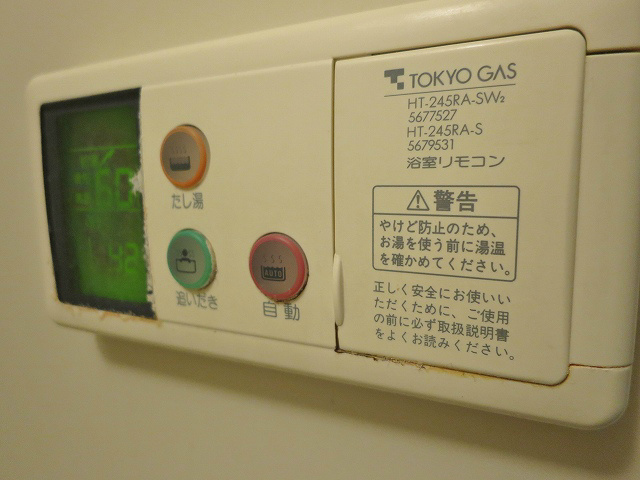 TOKYO GAS
HT-245RA-SW₂
5677527
HT-245RA-S
5679531
浴室リモコン
警告
やけど防止のため、
お湯を使う前に湯温
を確かめてください。
正しく安全にお使いい
ただくために、ご使用
の前に必ず取扱説明書
をよくお読みください。
たし湯
追いだき
AUTO
自動
42